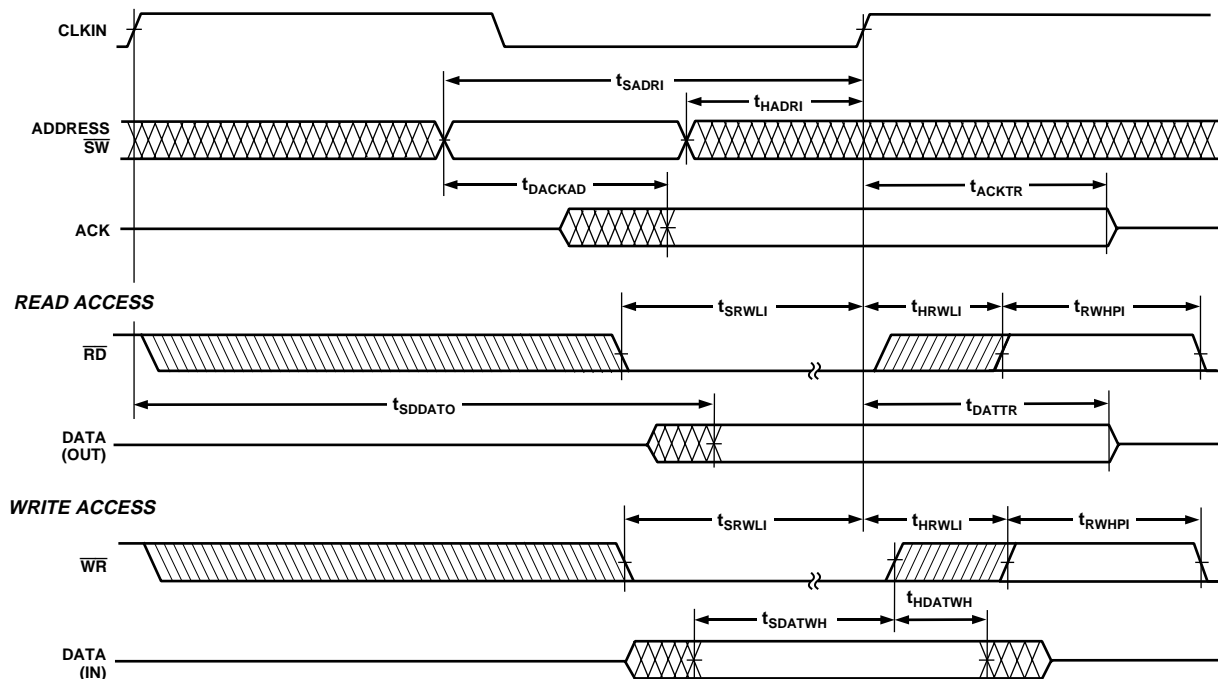 CLKIN
tSADRI
tHADRI
ADDRESS
SW
tDACKAD
tACKTR
ACK
READ ACCESS
tSRWLI
tHRWLI
tRWHPI
RD
tSDDATO
tDATTR
DATA
(OUT)
WRITE ACCESS
tSRWLI
tHRWLI
tRWHPI
WR
tHDATWH
tSDATWH
DATA
(IN)